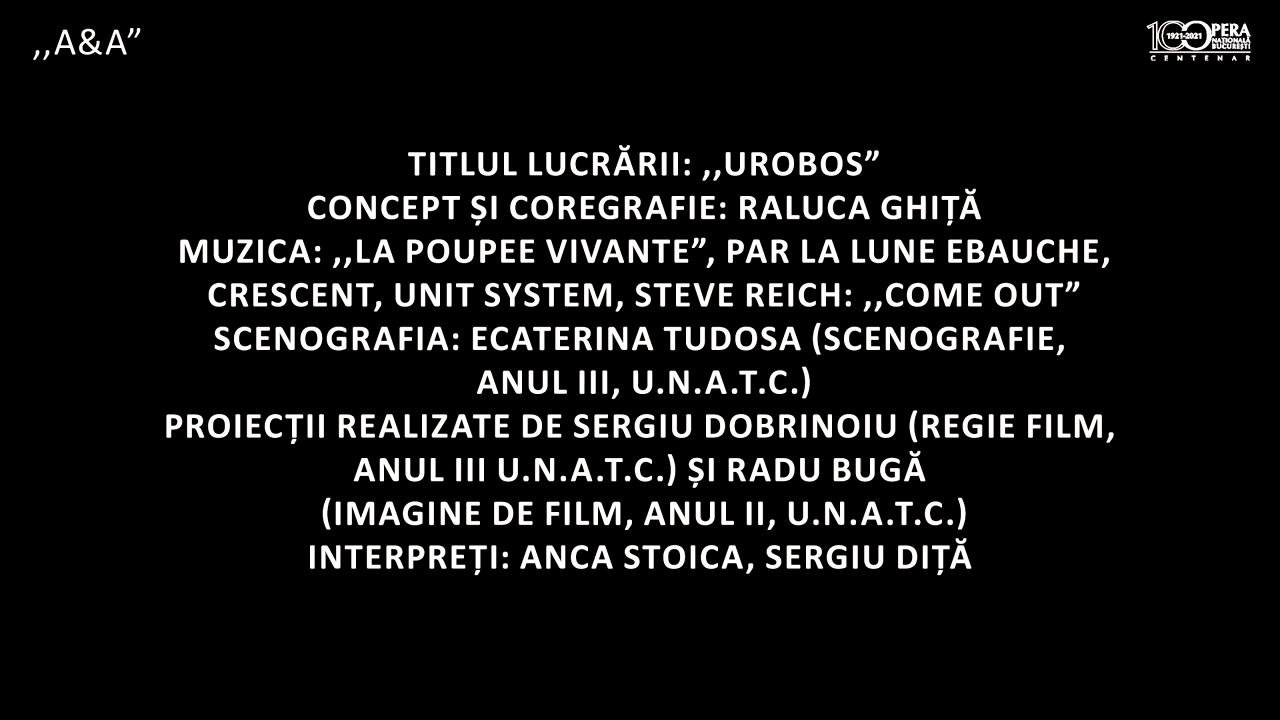 ,,A&A”
100PERA
1921-2021
NAȚIONALĂ
BUCUREȘTI
CENTENAR
TITLUL LUCRĂRII: ,,UROBOS”
CONCEPT ȘI COREGRAFIE: RALUCA GHIȚĂ
MUZICA: ,,LA POUPEE VIVANTE”, PAR LA LUNE EBAUCHE,
CRESCENT, UNIT SYSTEM, STEVE REICH: ,,COME OUT”
SCENOGRAFIA: ECATERINA TUDOSA (SCENOGRAFIE,
ANUL III, U.N.A.T.C.)
PROIECȚII REALIZATE DE SERGIU DOBRINOIU (REGIE FILM,
ANUL III U.N.A.T.C.) ȘI RADU BUGĂ
(IMAGINE DE FILM, ANUL II, U.N.A.T.C.)
INTERPREȚI: ANCA STOICA, SERGIU DIȚĂ